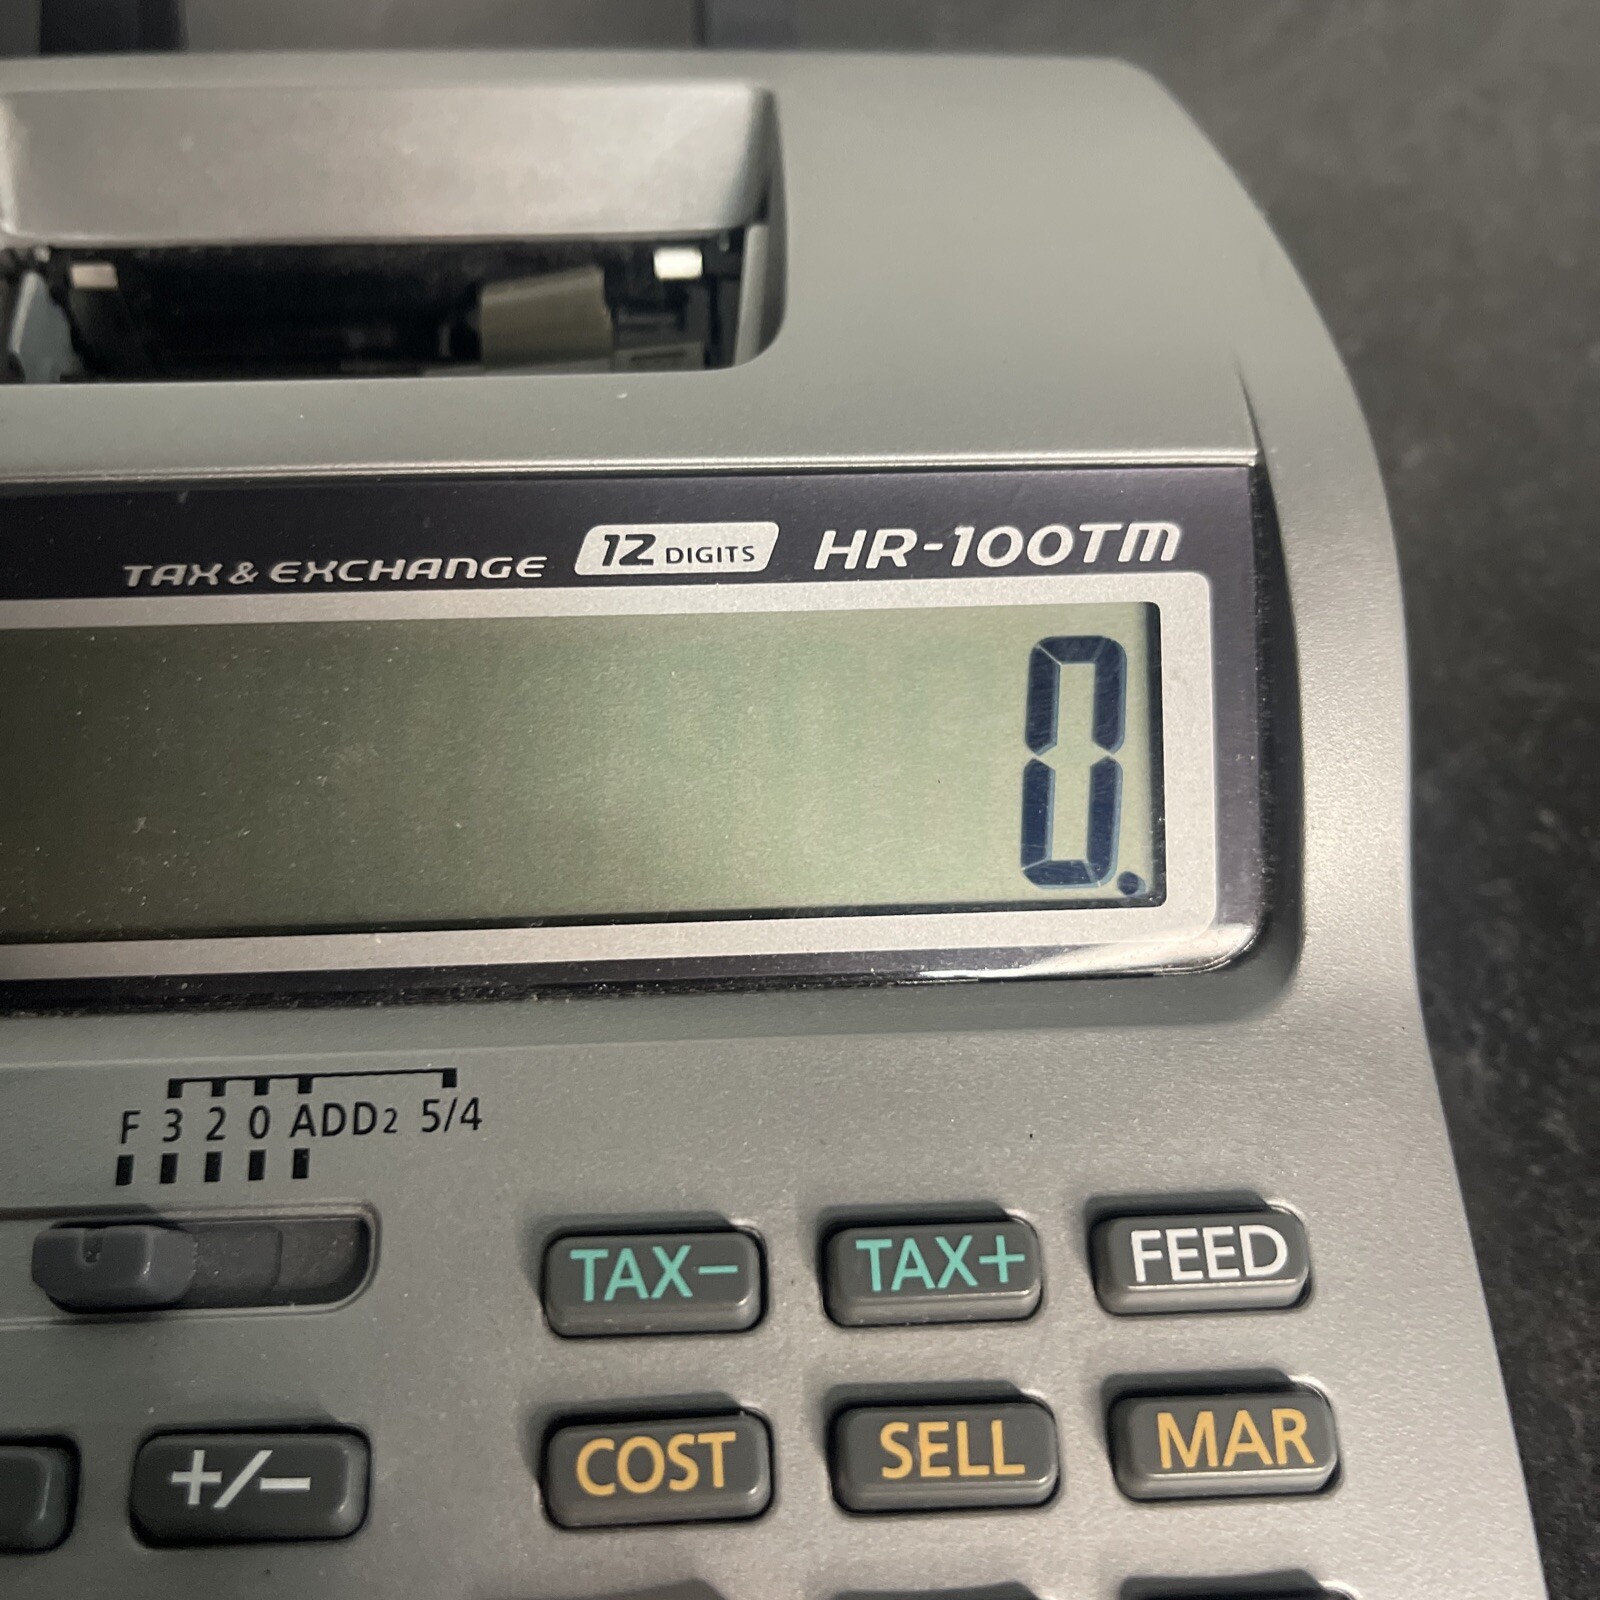 TAX & EXCHANGE 12 DIGITS HR-100TM
0.
F 3 2 0 ADD2 5/4
TAX− TAX+ FEED
+/− COST SELL MAR